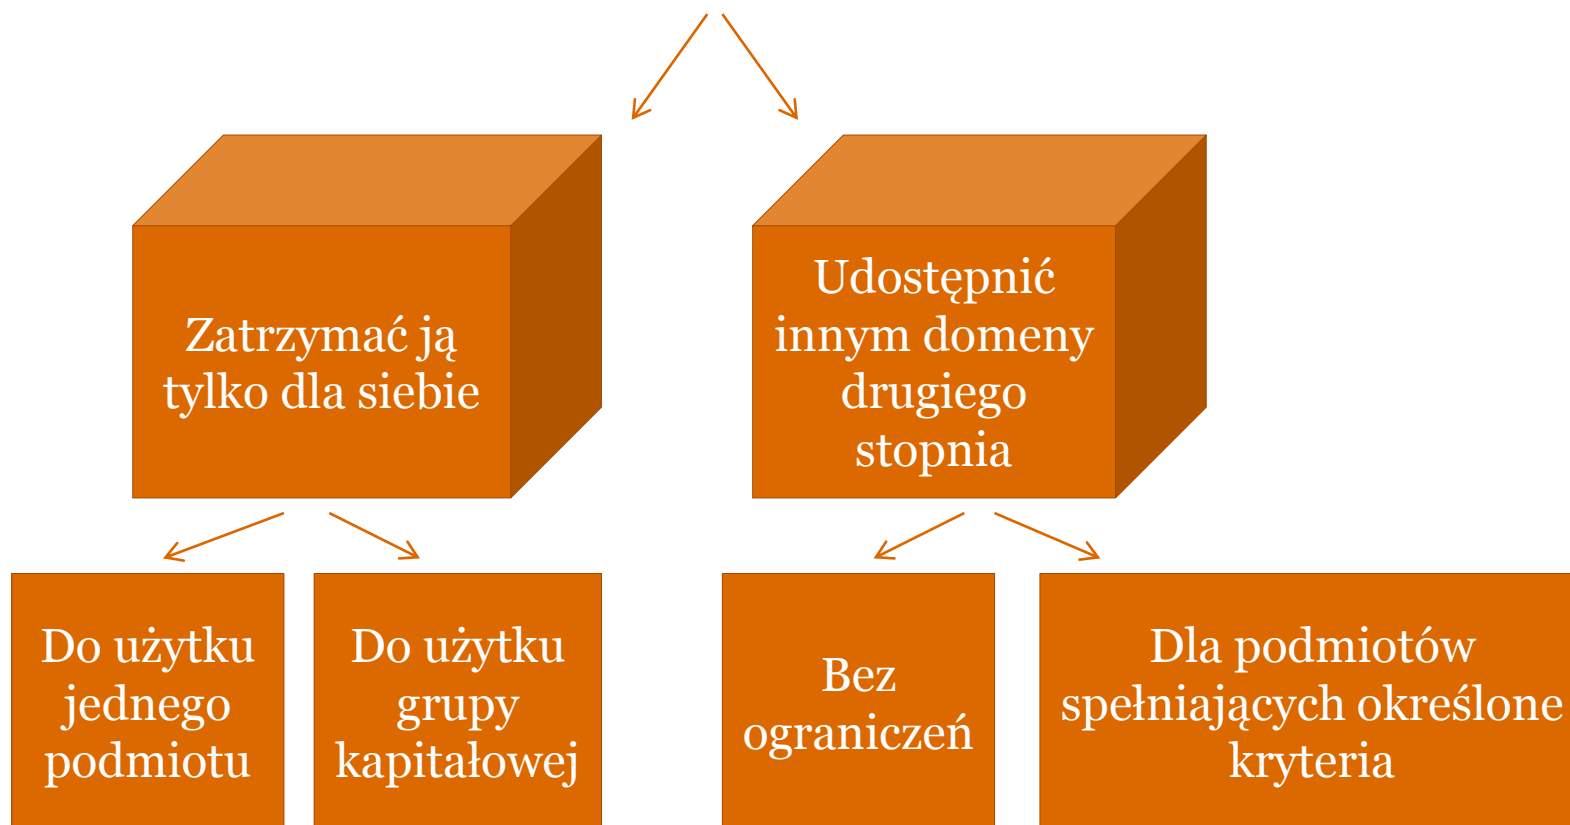 Zatrzymać ją
tylko dla siebie
Udostępnić
innym domeny
drugiego
stopnia
Do użytku
jednego
podmiotu
Do użytku
grupy
kapitałowej
Bez
ograniczeń
Dla podmiotów
spełniających określone
kryteria